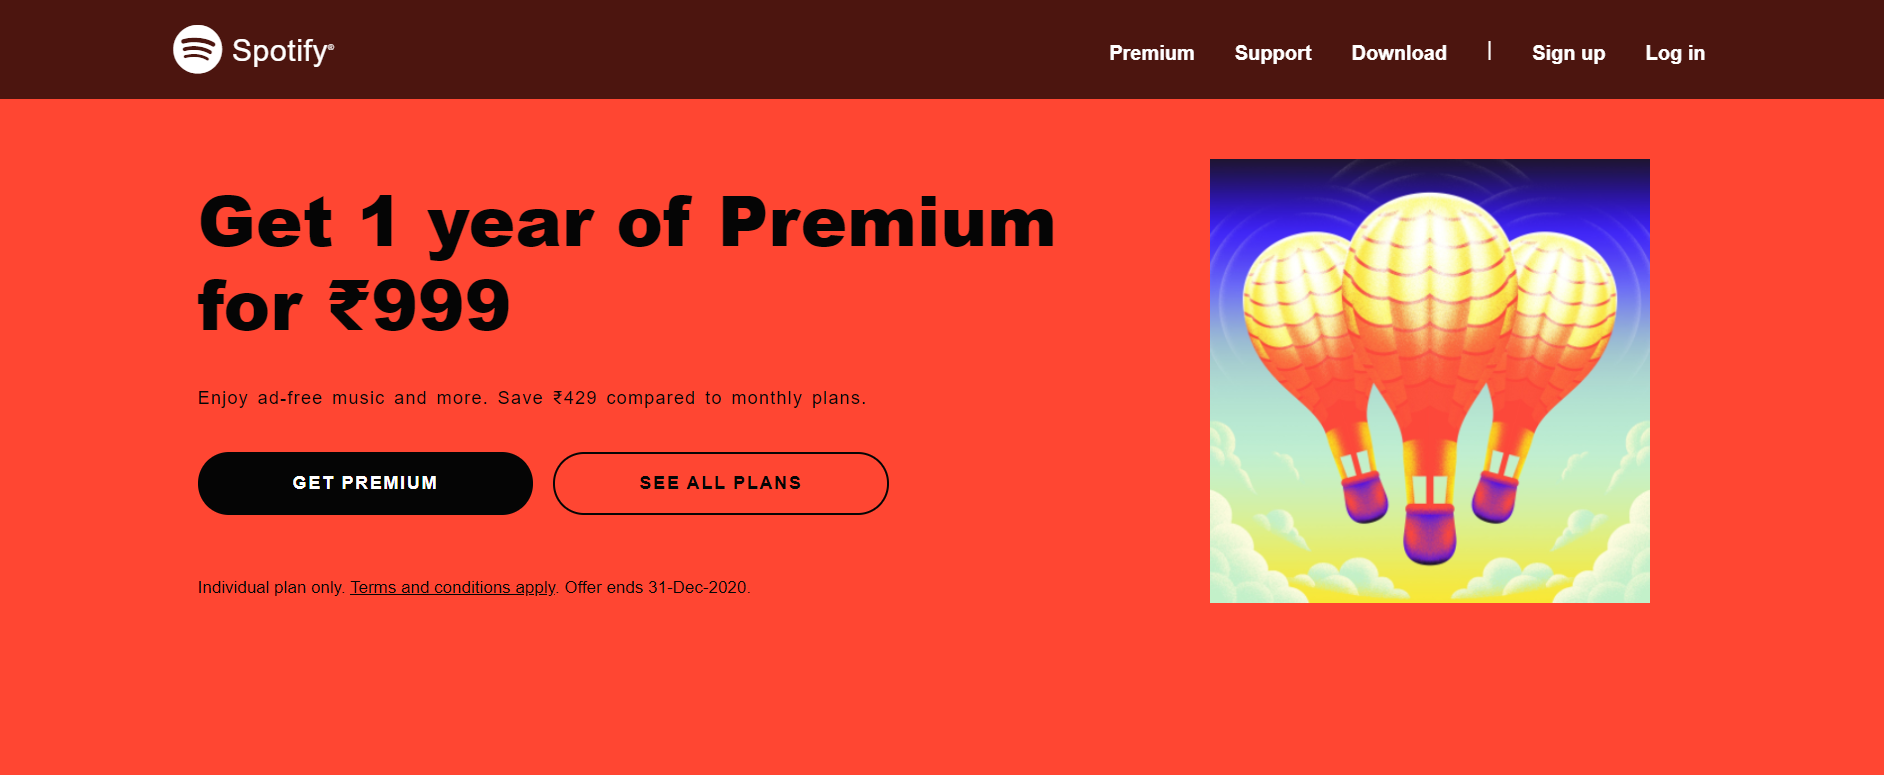 Spotify®
Premium Support Download | Sign up Log in
Get 1 year of Premium
for ₹999
Enjoy ad-free music and more. Save ₹429 compared to monthly plans.
GET PREMIUM SEE ALL PLANS
Individual plan only. Terms and conditions apply. Offer ends 31-Dec-2020.